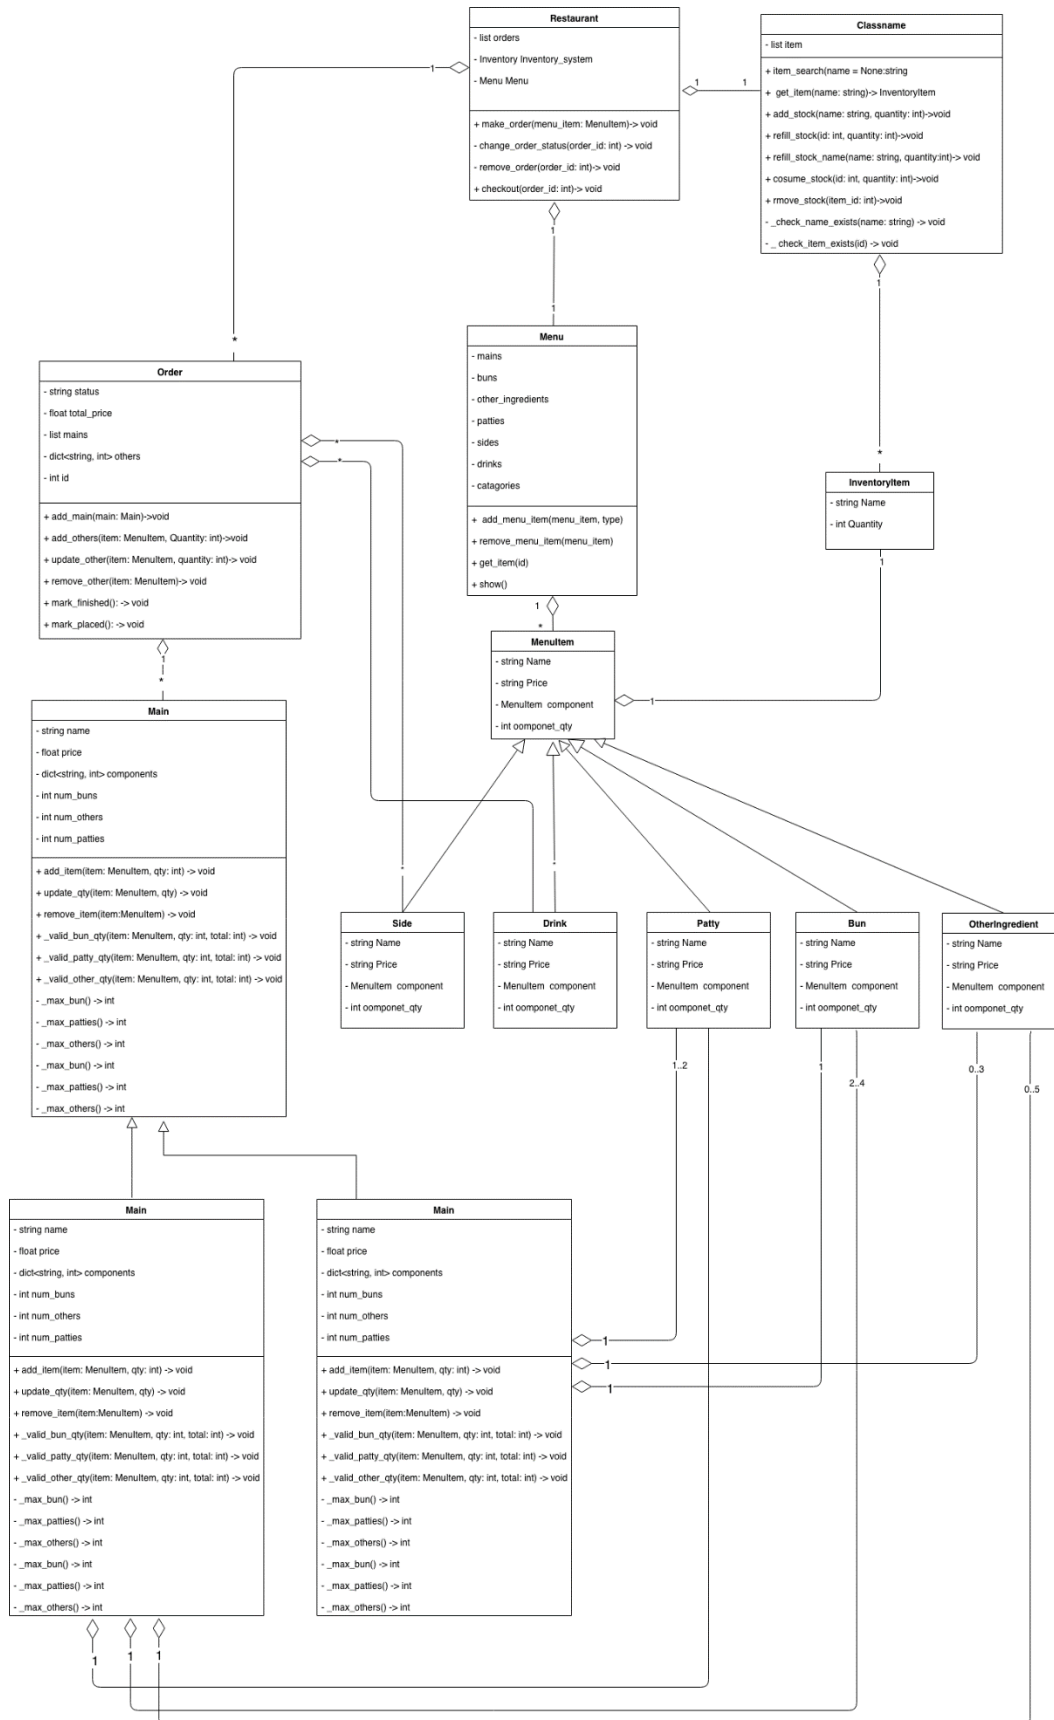 Restaurant
- list orders
- Inventory Inventory_system
- Menu Menu
+ make_order(menu_item: MenuItem)-> void
- change_order_status(order_id: int) -> void
- remove_order(order_id: int)-> void
+ checkout(order_id: int)-> void
Classname
- list item
+ item_search(name = None:string
+ get_item(name: string)-> InventoryItem
+ add_stock(name: string, quantity: int)->void
+ refill_stock(id: int, quantity: int)->void
+ refill_stock_name(name: string, quantity:int)-> void
+ cosume_stock(id: int, quantity: int)->void
+ rmove_stock(item_id: int)->void
- _check_name_exists(name: string) -> void
- _ check_item_exists(id) -> void
1
1
1
1
1
1
*
Order
- string status
- float total_price
- list mains
- dict<string, int> others
- int id
+ add_main(main: Main)->void
+ add_others(item: MenuItem, Quantity: int)->void
+ update_other(item: MenuItem, quantity: int)-> void
+ remove_other(item: MenuItem)-> void
+ mark_finished(): -> void
+ mark_placed(): -> void
*
*
Menu
- mains
- buns
- other_ingredients
- patties
- sides
- drinks
- catagories
+ add_menu_item(menu_item, type)
+ remove_menu_item(menu_item)
+ get_item(id)
+ show()
*
InventoryItem
- string Name
- int Quantity
1
1
*
MenuItem
- string Name
- string Price
- MenuItem component
- int oomponet_qty
1
1
*
Main
- string name
- float price
- dict<string, int> components
- int num_buns
- int num_others
- int num_patties
+ add_item(item: MenuItem, qty: int) -> void
+ update_qty(item: MenuItem, qty) -> void
+ remove_item(item:MenuItem) -> void
+ _valid_bun_qty(item: MenuItem, qty: int, total: int) -> void
+ _valid_patty_qty(item: MenuItem, qty: int, total: int) -> void
+ _valid_other_qty(item: MenuItem, qty: int, total: int) -> void
- _max_bun() -> int
- _max_patties() -> int
- _max_others() -> int
- _max_bun() -> int
- _max_patties() -> int
- _max_others() -> int
*
*
Side
- string Name
- string Price
- MenuItem component
- int oomponet_qty
Drink
- string Name
- string Price
- MenuItem component
- int oomponet_qty
Patty
- string Name
- string Price
- MenuItem component
- int oomponet_qty
Bun
- string Name
- string Price
- MenuItem component
- int oomponet_qty
OtherIngredient
- string Name
- string Price
- MenuItem component
- int oomponet_qty
1..2
1
2..4
0..3
0..5
Main
- string name
- float price
- dict<string, int> components
- int num_buns
- int num_others
- int num_patties
+ add_item(item: MenuItem, qty: int) -> void
+ update_qty(item: MenuItem, qty) -> void
+ remove_item(item:MenuItem) -> void
+ _valid_bun_qty(item: MenuItem, qty: int, total: int) -> void
+ _valid_patty_qty(item: MenuItem, qty: int, total: int) -> void
+ _valid_other_qty(item: MenuItem, qty: int, total: int) -> void
- _max_bun() -> int
- _max_patties() -> int
- _max_others() -> int
- _max_bun() -> int
- _max_patties() -> int
- _max_others() -> int
Main
- string name
- float price
- dict<string, int> components
- int num_buns
- int num_others
- int num_patties
+ add_item(item: MenuItem, qty: int) -> void
+ update_qty(item: MenuItem, qty) -> void
+ remove_item(item:MenuItem) -> void
+ _valid_bun_qty(item: MenuItem, qty: int, total: int) -> void
+ _valid_patty_qty(item: MenuItem, qty: int, total: int) -> void
+ _valid_other_qty(item: MenuItem, qty: int, total: int) -> void
- _max_bun() -> int
- _max_patties() -> int
- _max_others() -> int
- _max_bun() -> int
- _max_patties() -> int
- _max_others() -> int
1
1
1
1
1
1